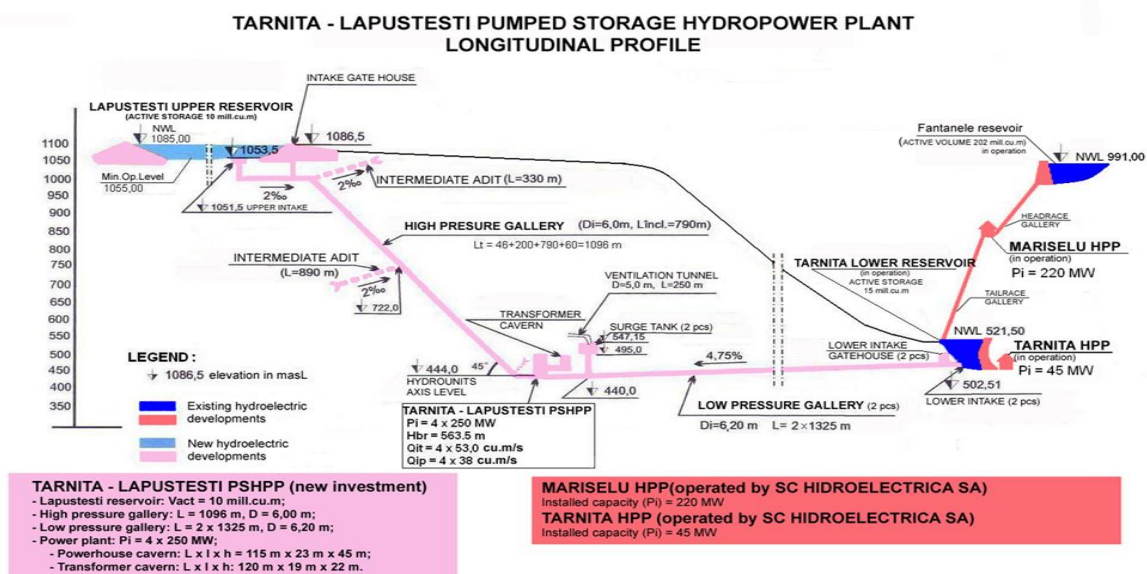 TARNITA - LAPUSTESTI PUMPED STORAGE HYDROPOWER PLANT
LONGITUDINAL PROFILE
INTAKE GATE HOUSE
LAPUSTESTI UPPER RESERVOIR
(ACTIVE STORAGE 10 mill.cu.m)
NWL
1085,00
1053,5
1086,5
Min.Op.Level
1055,00
1051,5 UPPER INTAKE
2‰
2‰
INTERMEDIATE ADIT (L=330 m)
HIGH PRESURE GALLERY (Di=6,0m, Lincl.=790m)
Lt = 46+200+790+60=1096 m
INTERMEDIATE ADIT
(L=890 m)
2‰
722,0
1100
1050
1000
950
900
850
800
750
700
650
600
550
500
450
400
350
VENTILATION TUNNEL
D=5,0 m, L=250 m
TRANSFORMER
CAVERN
SURGE TANK (2 pcs)
547,15
495,0
444,0
45°
HYDROUNITS
AXIS LEVEL
440,0
4,75%
Fantanele resevoir
(ACTIVE VOLUME 202 mill.cu.m)
in operation
NWL 991,00
HEADRACE
GALLERY
MARISELU HPP
(in operation)
Pi = 220 MW
TARNITA LOWER RESERVOIR
(in operation)
ACTIVE STORAGE
15 mill.cu.m
TAILRACE
GALLERY
NWL 521,50
LOWER INTAKE
GATEHOUSE (2 pcs)
TARNITA HPP
(in operation)
Pi = 45 MW
502,51
LOWER INTAKE (2 pcs)
LOW PRESSURE GALLERY (2 pcs)
Di=6,20 m L= 2×1325 m
TARNITA - LAPUSTESTI PSHPP
Pi = 4 x 250 MW
Hbr = 563.5 m
Qit = 4 x 53,0 cu.m/s
Qip = 4 x 38 cu.m/s
LEGEND :
1086,5 elevation in masL
Existing hydroelectric
developments
New hydroelectric
developments
TARNITA - LAPUSTESTI PSHPP (new investment)
- Lapustesti reservoir: Vact = 10 mill.cu.m;
- High pressure gallery: L = 1096 m, D = 6,00 m;
- Low pressure gallery: L = 2 x 1325 m, D = 6,20 m;
- Power plant: Pi = 4 x 250 MW;
- Powerhouse cavern: L x l x h = 115 m x 23 m x 45 m;
- Transformer cavern: L x l x h: 120 m x 19 m x 22 m.
MARISELU HPP(operated by SC HIDROELECTRICA SA)
Installed capacity (Pi) = 220 MW
TARNITA HPP (operated by SC HIDROELECTRICA SA)
Installed capacity (Pi) = 45 MW